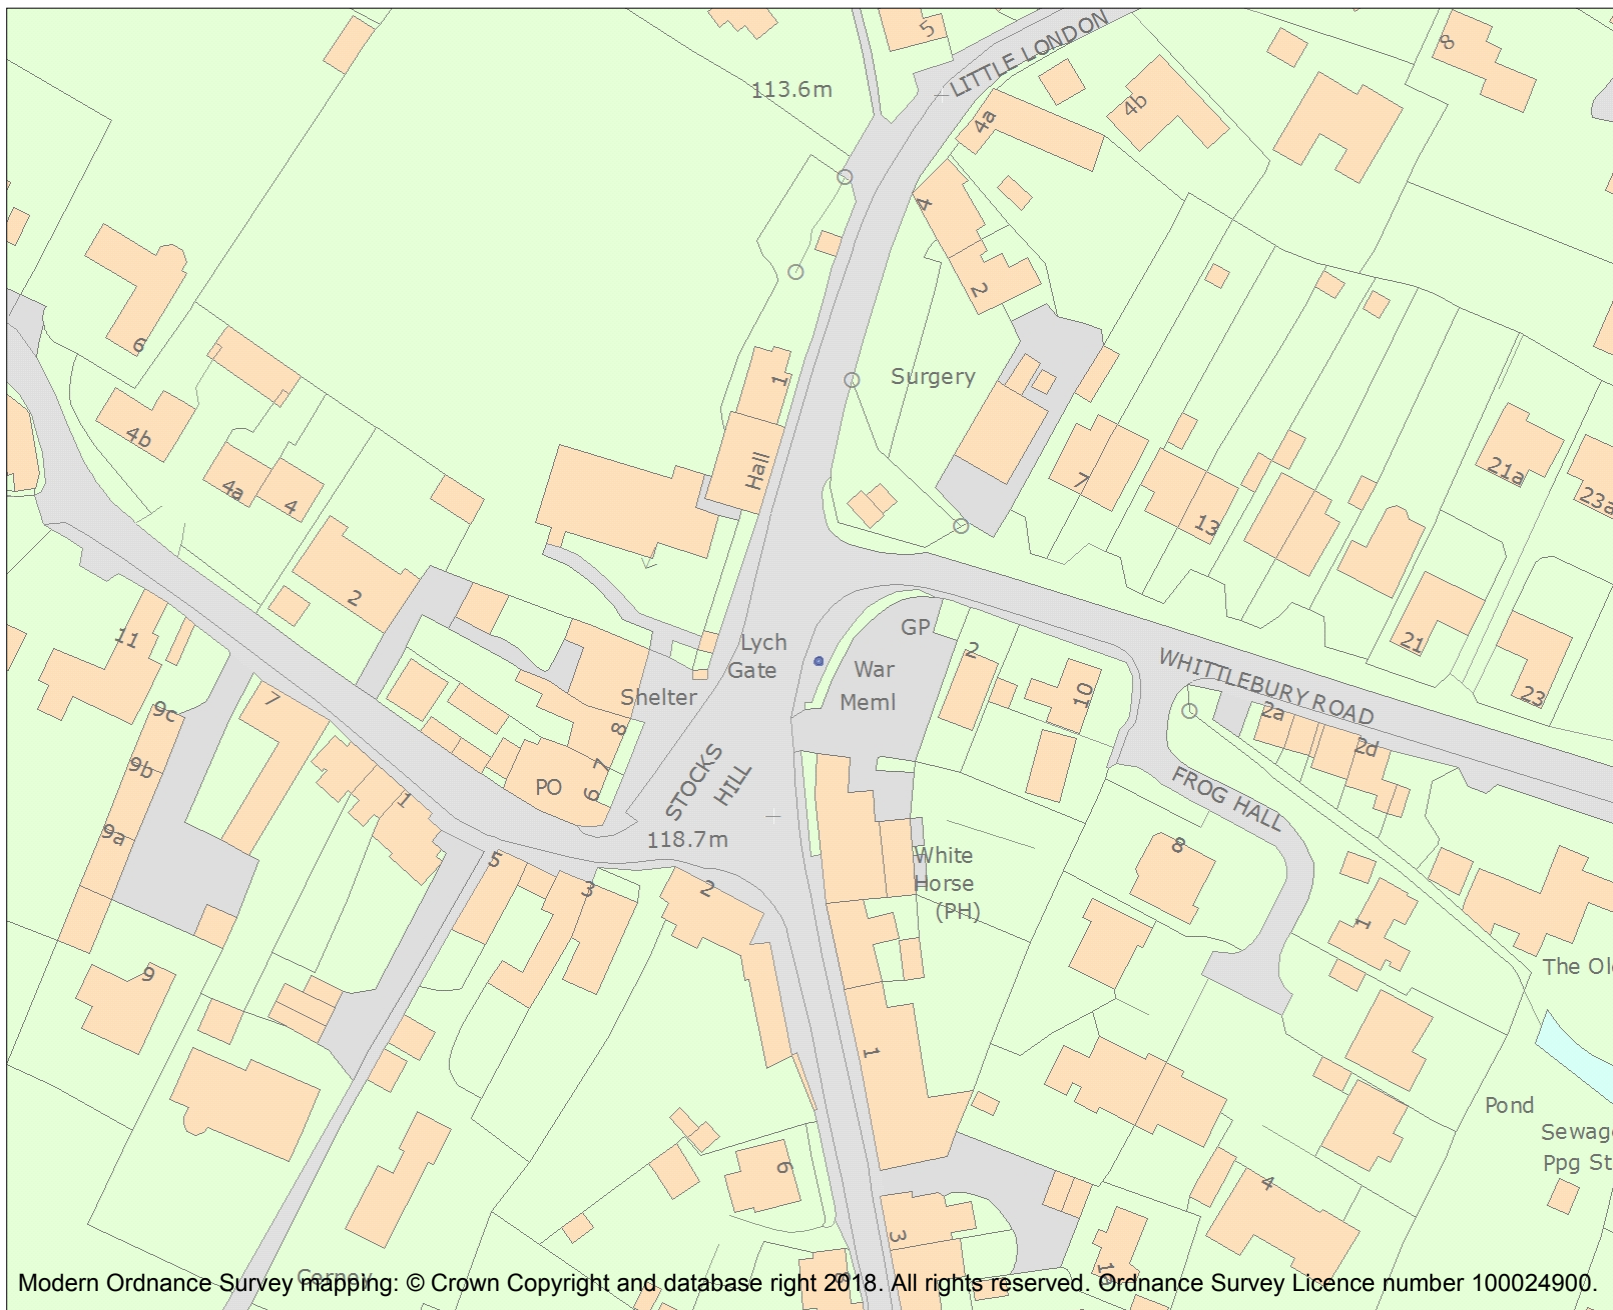 5
LITTLE LONDON
8
113.6m
4a
4b
4
2
6
Surgery
1
4b
Hall
7
21a
4a
4
13
23a
2
11
Lych
Gate
GP
2
21
War
Meml
WHITTLEBURY ROAD
Shelter
10
23
7
9c
8
2a
2d
STOCKS
HILL
9b
PO
7
6
FROG HALL
1
9a
118.7m
5
8
White
Horse
(PH)
3
2
1
9
The Ol
1
Pond
Sewag
Ppg St
6
4
3
Modern Ordnance Survey mapping: © Crown Copyright and database right 2018. All rights reserved. Ordnance Survey Licence number 100024900.